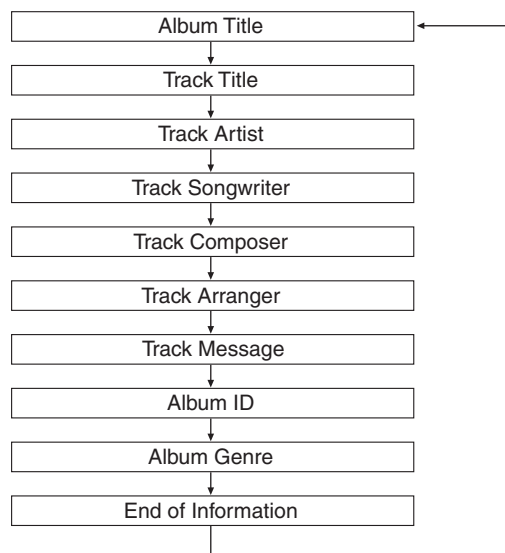 Album Title
Track Title
Track Artist
Track Songwriter
Track Composer
Track Arranger
Track Message
Album ID
Album Genre
End of Information